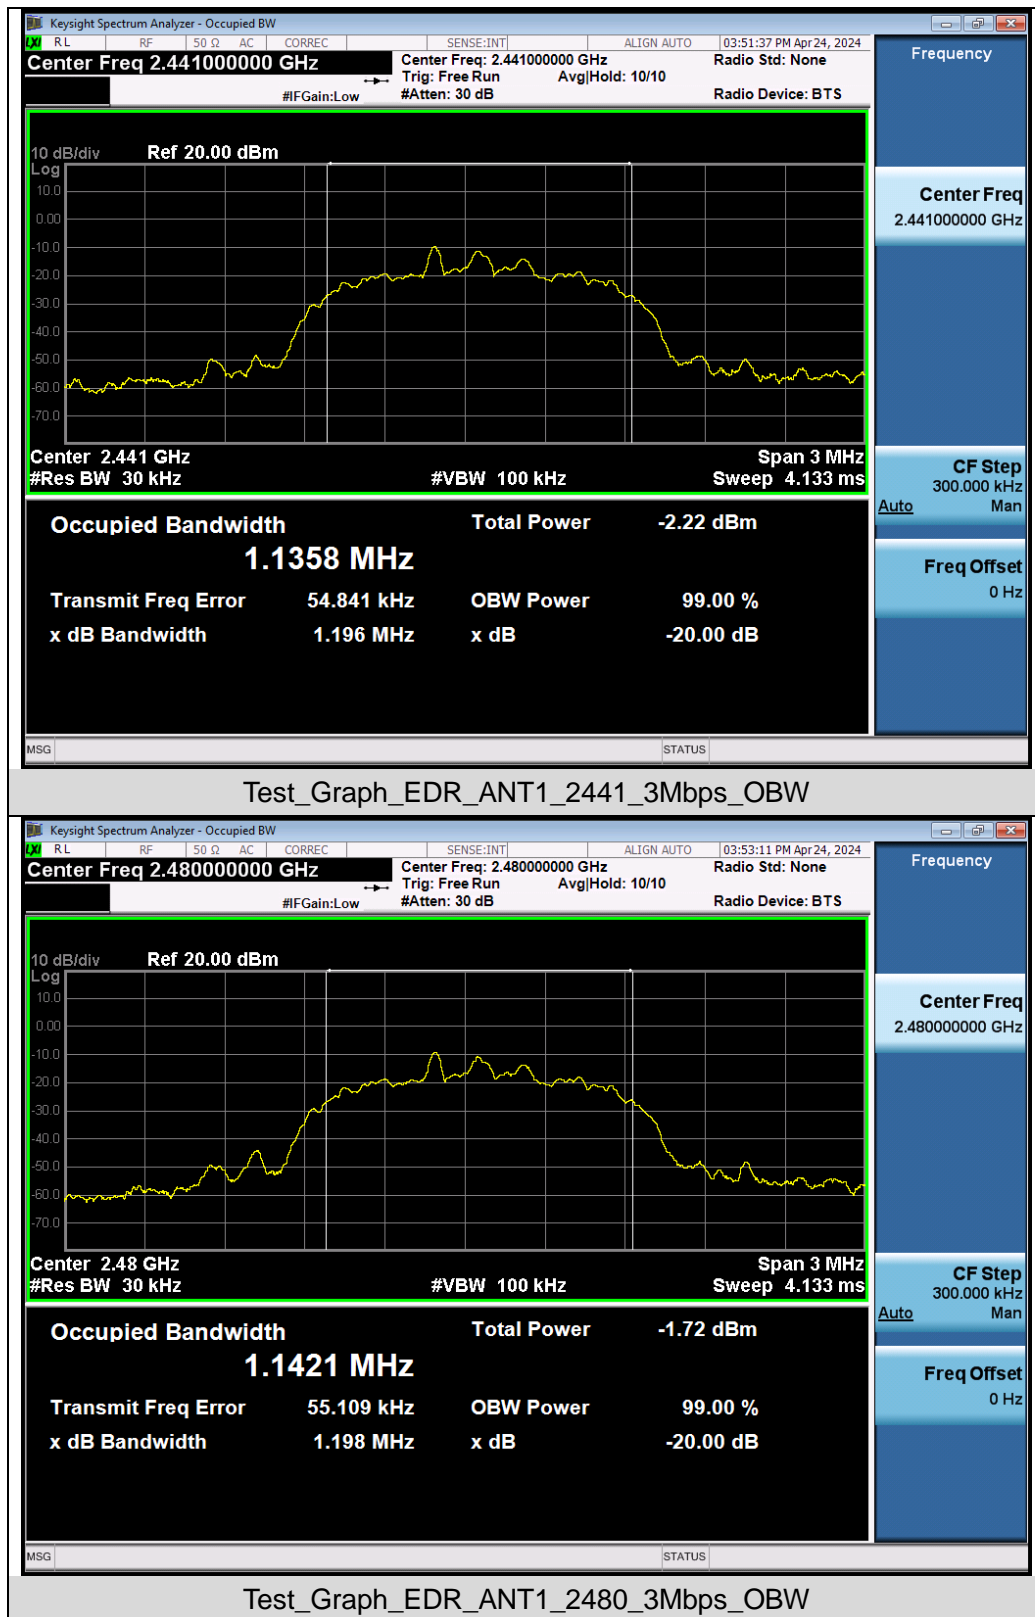 Keysight Spectrum Analyzer - Occupied BW
LXI RL RF 50 Ω AC CORREC SENSE:INT ALIGN AUTO 03:51:37 PM Apr 24, 2024
Center Freq 2.441000000 GHz Center Freq: 2.441000000 GHz Radio Std: None
Trig: Free Run Avg|Hold: 10/10
#IFGain:Low #Atten: 30 dB Radio Device: BTS
Frequency
10 dB/div Ref 20.00 dBm
Log
10.0
0.00
-10.0
-20.0
-30.0
-40.0
-50.0
-60.0
-70.0
Center Freq
2.441000000 GHz
Center 2.441 GHz Span 3 MHz
#Res BW 30 kHz #VBW 100 kHz Sweep 4.133 ms
CF Step
300.000 kHz
Auto Man
Occupied Bandwidth Total Power -2.22 dBm
1.1358 MHz
Transmit Freq Error 54.841 kHz OBW Power 99.00 %
x dB Bandwidth 1.196 MHz x dB -20.00 dB
Freq Offset
0 Hz
MSG STATUS
Test_Graph_EDR_ANT1_2441_3Mbps_OBW
Keysight Spectrum Analyzer - Occupied BW
LXI RL RF 50 Ω AC CORREC SENSE:INT ALIGN AUTO 03:53:11 PM Apr 24, 2024
Center Freq 2.480000000 GHz Center Freq: 2.480000000 GHz Radio Std: None
Trig: Free Run Avg|Hold: 10/10
#IFGain:Low #Atten: 30 dB Radio Device: BTS
Frequency
10 dB/div Ref 20.00 dBm
Log
10.0
0.00
-10.0
-20.0
-30.0
-40.0
-50.0
-60.0
-70.0
Center Freq
2.480000000 GHz
Center 2.48 GHz Span 3 MHz
#Res BW 30 kHz #VBW 100 kHz Sweep 4.133 ms
CF Step
300.000 kHz
Auto Man
Occupied Bandwidth Total Power -1.72 dBm
1.1421 MHz
Transmit Freq Error 55.109 kHz OBW Power 99.00 %
x dB Bandwidth 1.198 MHz x dB -20.00 dB
Freq Offset
0 Hz
MSG STATUS
Test_Graph_EDR_ANT1_2480_3Mbps_OBW